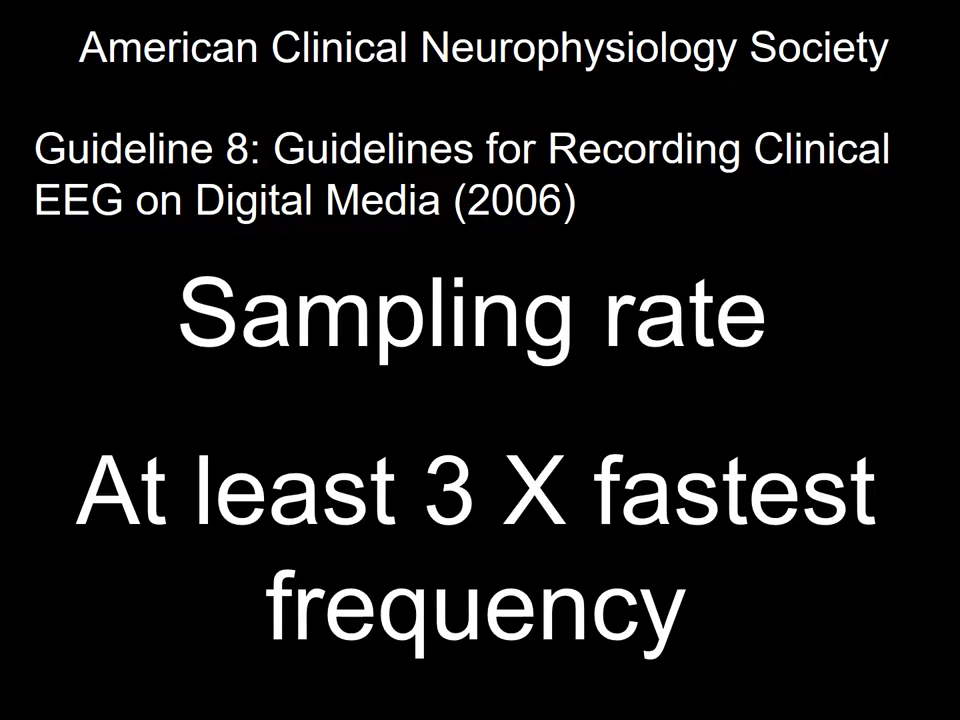 American Clinical Neurophysiology Society
Guideline 8: Guidelines for Recording Clinical
EEG on Digital Media (2006)
Sampling rate
At least 3 X fastest
frequency